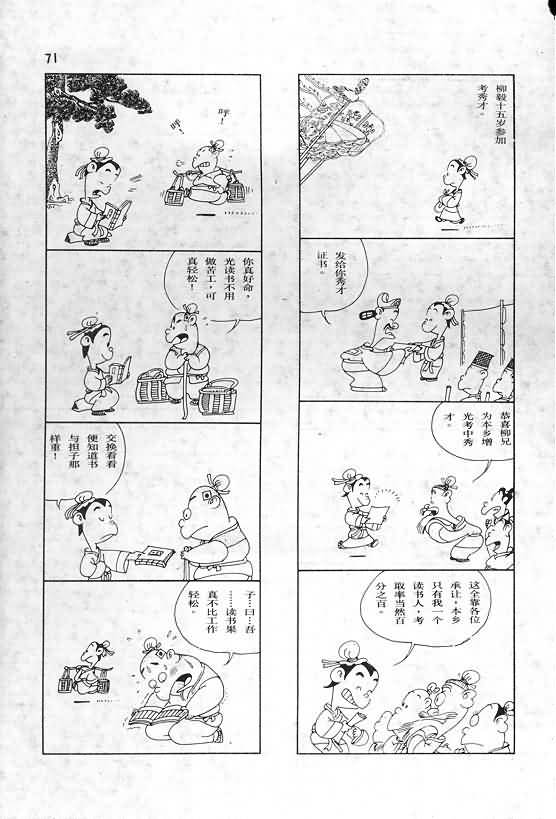 71
柳毅十五岁参加
考秀才。
发给你秀才
证书。
恭喜柳兄
为本乡增
光考中秀
才。
这全靠各位
承让，本乡
只有我一个
读书人，考
取率当然百
分之百。
呼！
呼！
你真好命，
光读书不用
做苦工，可
真轻松！
交换看看
便知道书
与担子那
样重！
子…曰…吾
……读书果
真不比工作
轻松。